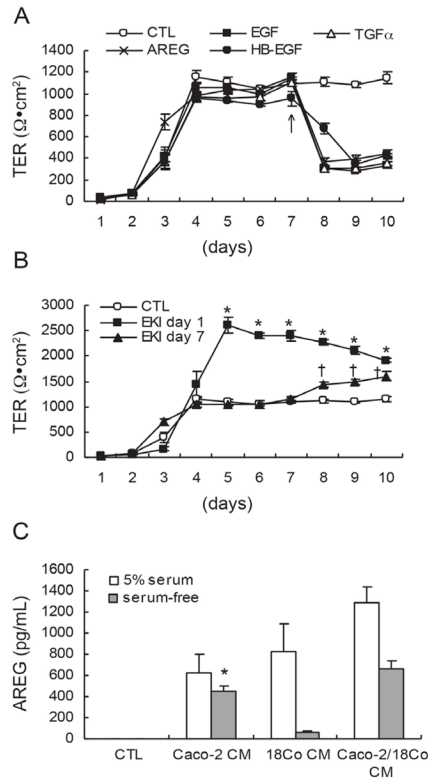 A
CTL EGF TGFα
AREG HB-EGF
1400
1200
1000
800
600
400
200
0
TER (Ω•cm²)
1 2 3 4 5 6 7 8 9 10
(days)
B
CTL
EKI day 1
EKI day 7
3000
2500
2000
1500
1000
500
0
TER (Ω•cm²)
* * * * * *
† † †
1 2 3 4 5 6 7 8 9 10
(days)
C
5% serum
serum-free
1600
1400
1200
1000
800
600
400
200
0
AREG (pg/mL)
*
CTL Caco-2 CM 18Co CM Caco-2/18Co
CM